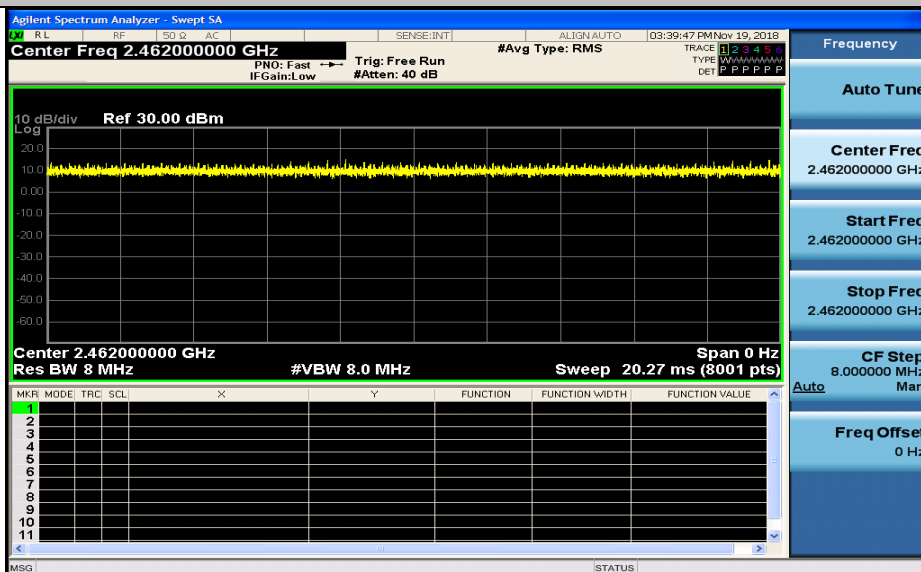 Agilent Spectrum Analyzer - Swept SA
LXI RL RF 50 Ω AC SENSE:INT ALIGN AUTO 03:39:47 PM Nov 19, 2018
Center Freq 2.462000000 GHz #Avg Type: RMS TRACE 1 2 3 4 5 6
PNO: Fast Trig: Free Run TYPE WWWWWW
IFGain:Low #Atten: 40 dB DET P P P P P P
10 dB/div Ref 30.00 dBm
Log
20.0
10.0
0.00
-10.0
-20.0
-30.0
-40.0
-50.0
-60.0
Center 2.462000000 GHz Span 0 Hz
Res BW 8 MHz #VBW 8.0 MHz Sweep 20.27 ms (8001 pts)
MKR MODE TRC SCL X Y FUNCTION FUNCTION WIDTH FUNCTION VALUE
1
2
3
4
5
6
7
8
9
10
11
MSG STATUS
Frequency
Auto Tune
Center Freq
2.462000000 GHz
Start Freq
2.462000000 GHz
Stop Freq
2.462000000 GHz
CF Step
8.000000 MHz
Auto Man
Freq Offset
0 Hz